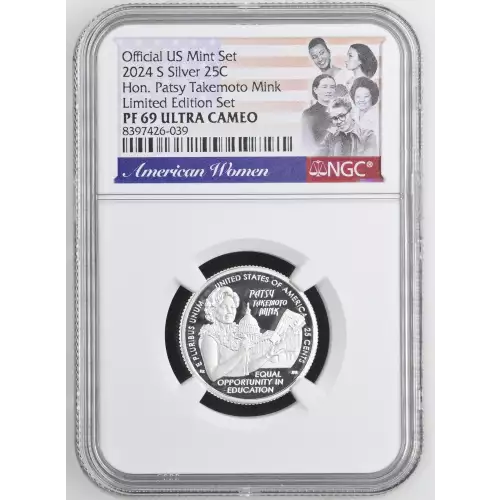 Official US Mint Set
2024 S Silver 25C
Hon. Patsy Takemoto Mink
Limited Edition Set
PF 69 ULTRA CAMEO
8397426-039
American Women
NGC®
UNITED STATES OF AMERICA
PATSY
TAKEMOTO
MINK
E PLURIBUS UNUM
25 CENTS
EQUAL
OPPORTUNITY IN
EDUCATION